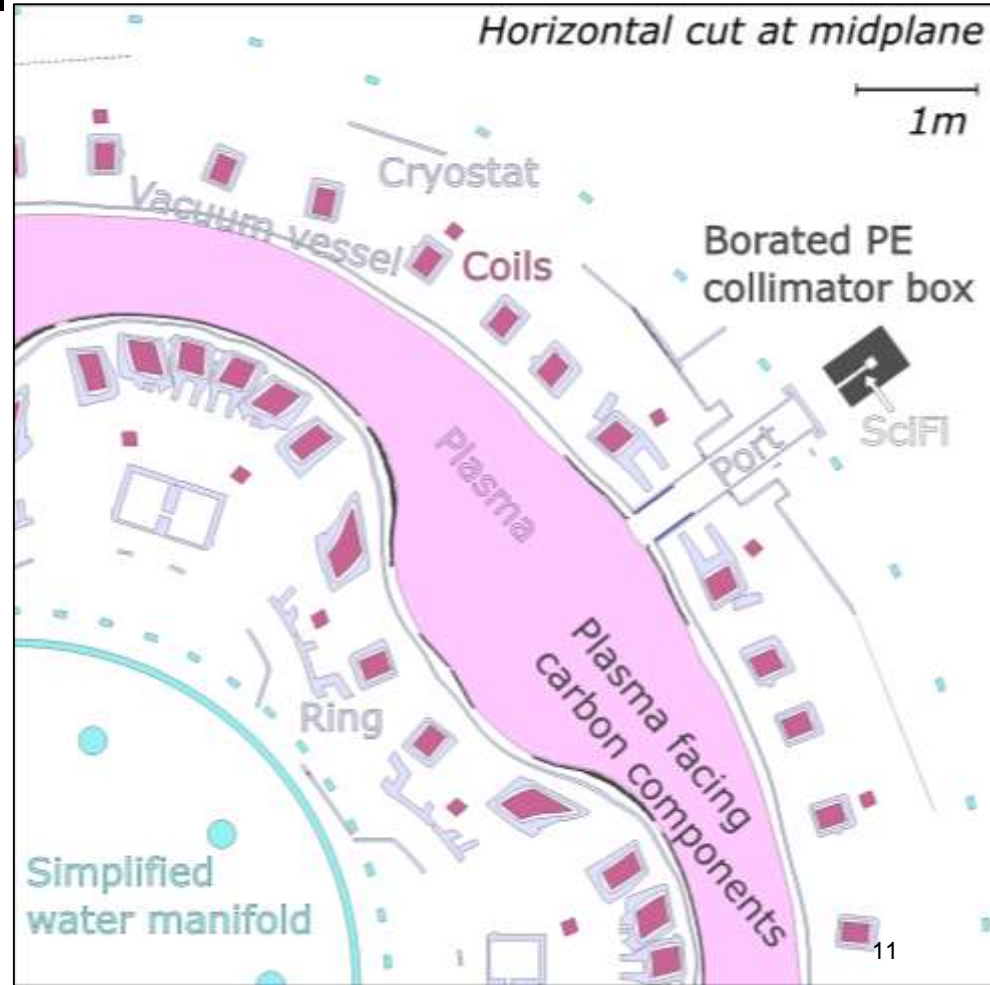 Horizontal cut at midplane
1m
Cryostat
Vacuum vessel
Coils
Borated PE
collimator box
SciFi
Port
Plasma
Plasma facing
carbon components
Ring
Simplified
water manifold
11